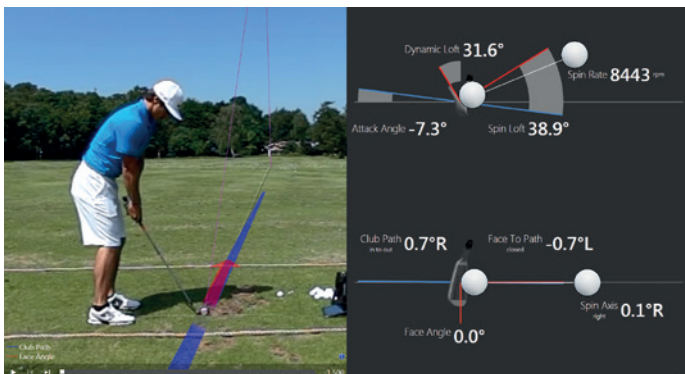 Dynamic Loft 31.6°
Spin Rate 8443 rpm
Attack Angle -7.3°
Spin Loft 38.9°
Club Path in to out 0.7°R
Face To Path closed -0.7°L
Spin Axis right 0.1°R
Face Angle 0.0°
Club Path
Face Angle